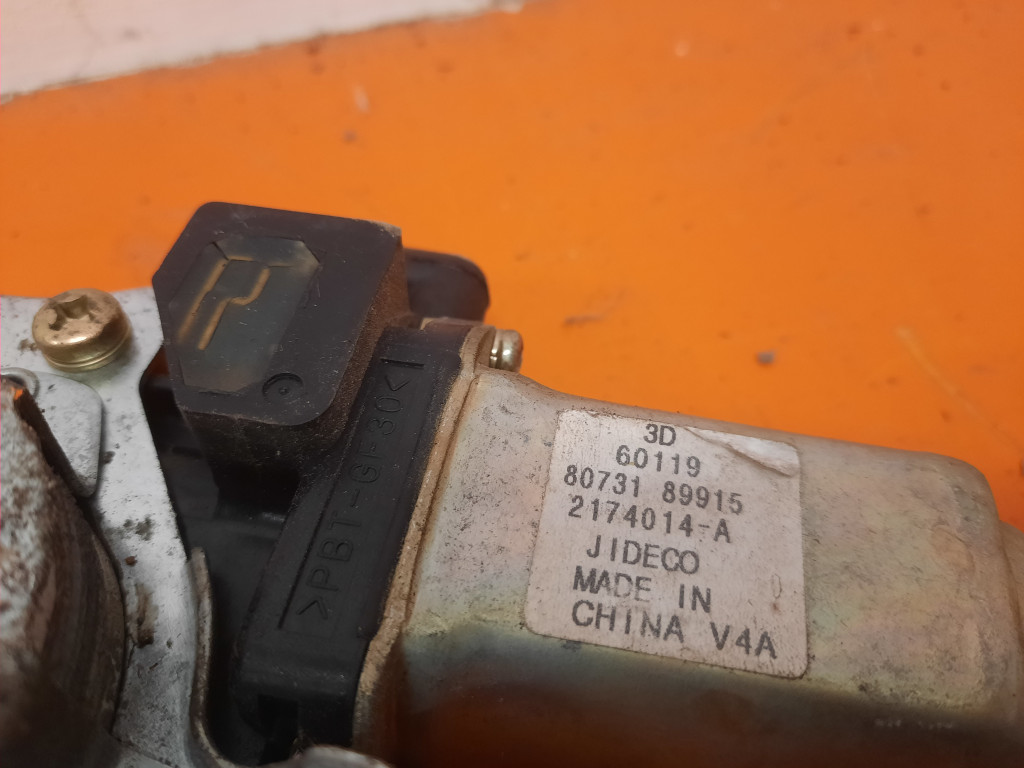 >PBT-GF30<
3D
60119
80731 89915
2174014-A
JIDECO
MADE IN
CHINA V4A